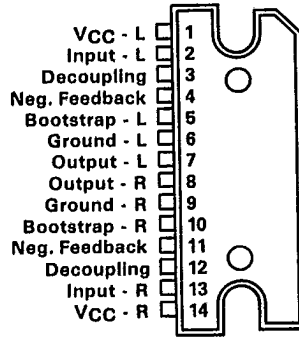 VCC - L 1
Input - L 2
Decoupling 3
Neg. Feedback 4
Bootstrap - L 5
Ground - L 6
Output - L 7
Output - R 8
Ground - R 9
Bootstrap - R 10
Neg. Feedback 11
Decoupling 12
Input - R 13
VCC - R 14